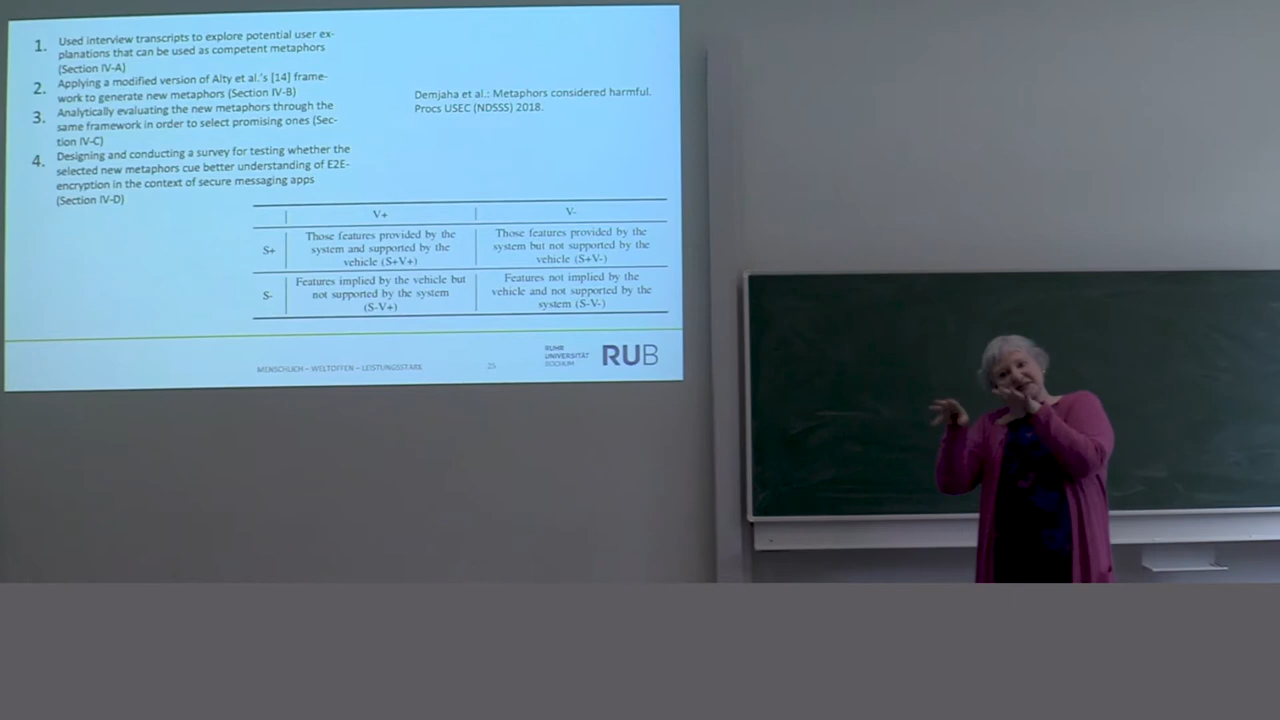 1. Used interview transcripts to explore potential user ex-
planations that can be used as competent metaphors
(Section IV-A)
2. Applying a modified version of Alty et al.'s [14] frame-
work to generate new metaphors (Section IV-B)
3. Analytically evaluating the new metaphors through the
same framework in order to select promising ones (Sec-
tion IV-C)
4. Designing and conducting a survey for testing whether the
selected new metaphors cue better understanding of E2E-
encryption in the context of secure messaging apps
(Section IV-D)
Demjaha et al.: Metaphors considered harmful.
Procs USEC (NDSSS) 2018.
V+ V-
S+ Those features provided by the
system and supported by the
vehicle (S+V+)
Those features provided by the
system but not supported by the
vehicle (S+V-)
S- Features implied by the vehicle but
not supported by the system
(S-V+)
Features not implied by the
vehicle and not supported by the
system (S-V-)
MENSCHLICH – WELTOFFEN – LEISTUNGSSTARK
25
RUHR
UNIVERSITÄT
BOCHUM
RUB